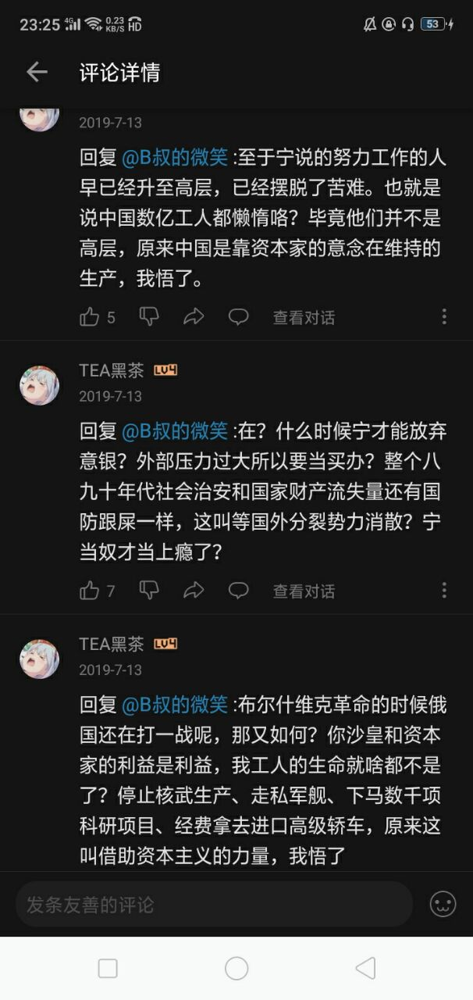 23:25 4G 0.23 KB/S HD 53
评论详情
2019-7-13
回复 @B叔的微笑 :至于宁说的努力工作的人
早已经升至高层，已经摆脱了苦难。也就是
说中国数亿工人都懒惰咯？毕竟他们并不是
高层，原来中国是靠资本家的意念在维持的
生产，我悟了。
5 查看对话
TEA黑茶 LV4
2019-7-13
回复 @B叔的微笑 :在？什么时候宁才能放弃
意银？外部压力过大所以要当买办？整个八
九十年代社会治安和国家财产流失量还有国
防跟屎一样，这叫等国外分裂势力消散？宁
当奴才当上瘾了？
7 查看对话
TEA黑茶 LV4
2019-7-13
回复 @B叔的微笑 :布尔什维克革命的时候俄
国还在打一战呢，那又如何？你沙皇和资本
家的利益是利益，我工人的生命就啥都不是
了？停止核武生产、走私军舰、下马数千项
科研项目、经费拿去进口高级轿车，原来这
叫借助资本主义的力量，我悟了
发条友善的评论